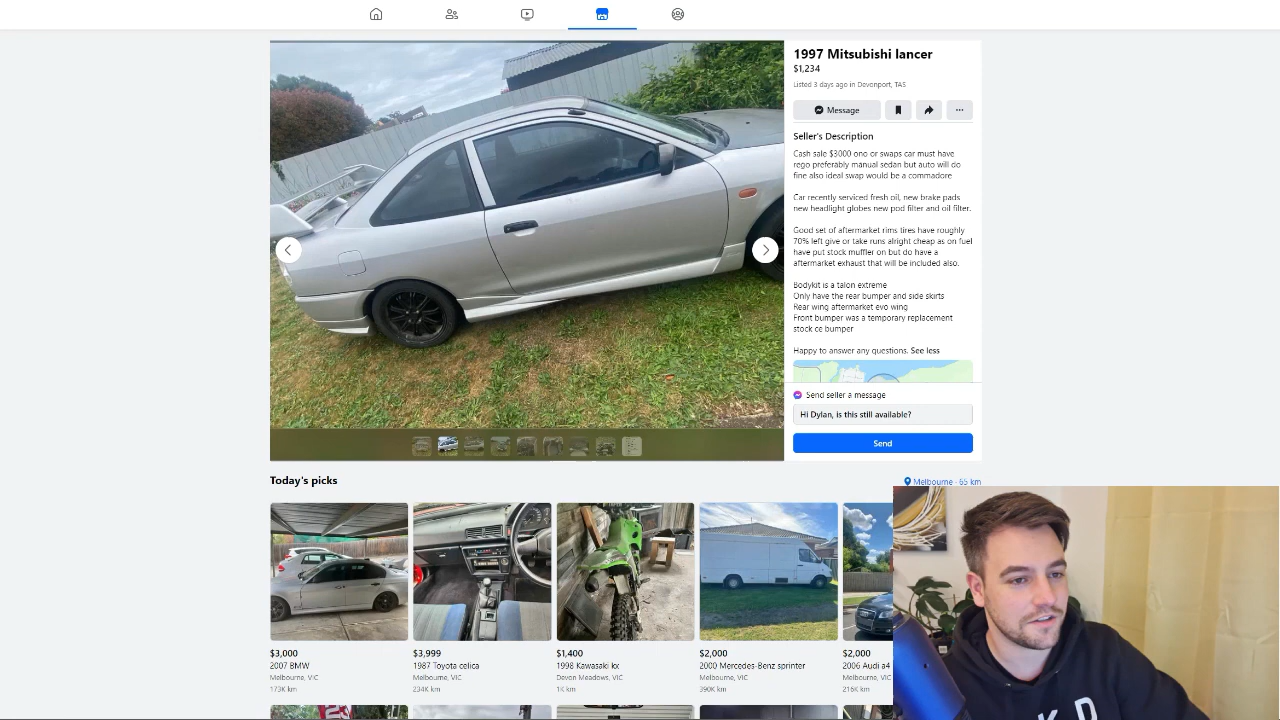 1997 Mitsubishi lancer
$1,234
Listed 3 days ago in Devonport, TAS
Message
Seller's Description
Cash sale $3000 ono or swaps car must have
rego preferably manual sedan but auto will do
fine also ideal swap would be a commadore
Car recently serviced fresh oil, new brake pads
new headlight globes new pod filter and oil filter.
Good set of aftermarket rims tires have roughly
70% left give or take runs alright cheap as on fuel
have put stock muffler on but do have a
aftermarket exhaust that will be included also.
Bodykit is a talon extreme
Only have the rear bumper and side skirts
Rear wing aftermarket evo wing
Front bumper was a temporary replacement
stock ce bumper
Happy to answer any questions. See less
Send seller a message
Hi Dylan, is this still available?
Send
Today's picks
Melbourne · 65 km
$3,000
2007 BMW
Melbourne, VIC
173K km
$3,999
1987 Toyota celica
Melbourne, VIC
234K km
$1,400
1998 Kawasaki kx
Devon Meadows, VIC
1K km
$2,000
2000 Mercedes-Benz sprinter
Melbourne, VIC
390K km
$2,000
2006 Audi a4
Melbourne, VIC
216K km